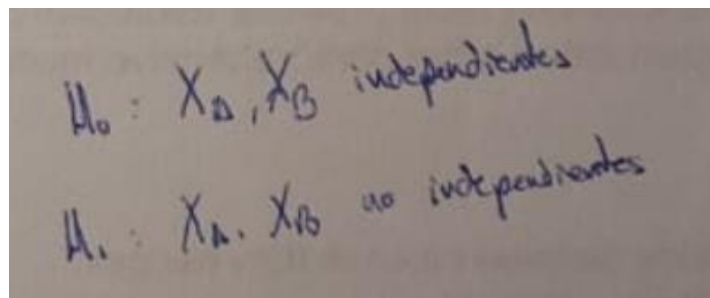 H₀: X_A, X_B independientes
H₁: X_A, X_B no independientes